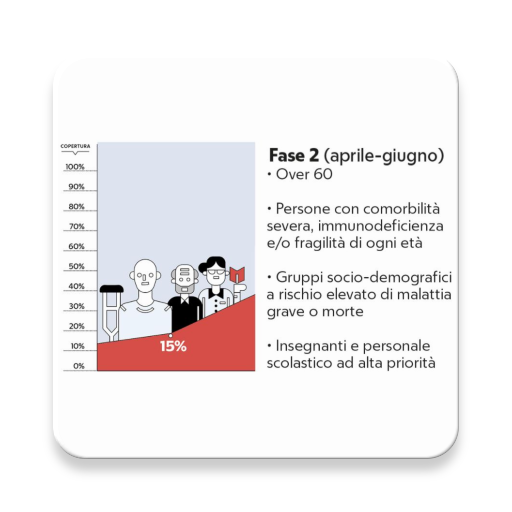 COPERTURA
100%
90%
80%
70%
60%
50%
40%
30%
20%
10%
0%
15%
Fase 2 (aprile-giugno)
• Over 60
• Persone con comorbilità
severa, immunodeficienza
e/o fragilità di ogni età
• Gruppi socio-demografici
a rischio elevato di malattia
grave o morte
• Insegnanti e personale
scolastico ad alta priorità